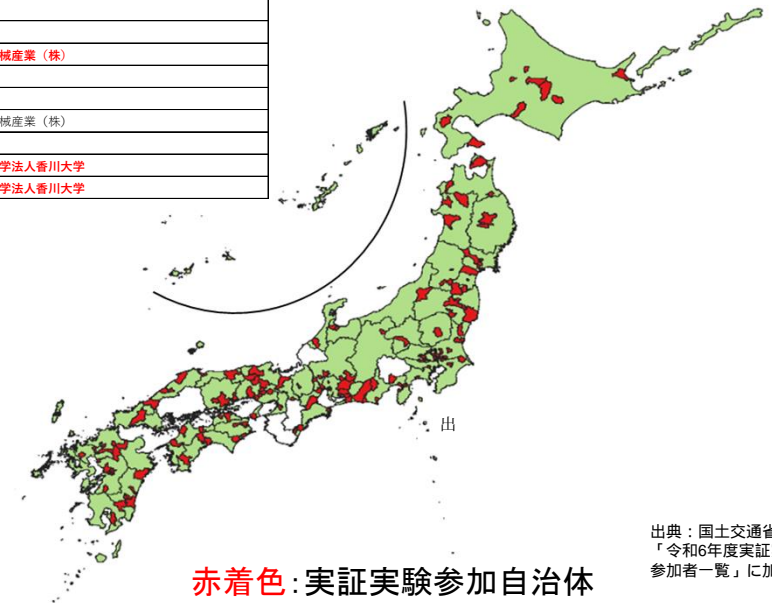 械産業（株）
械産業（株）
学法人香川大学
学法人香川大学
出
出典：国土交通省
「令和6年度実証
参加者一覧」に加
赤着色：実証実験参加自治体